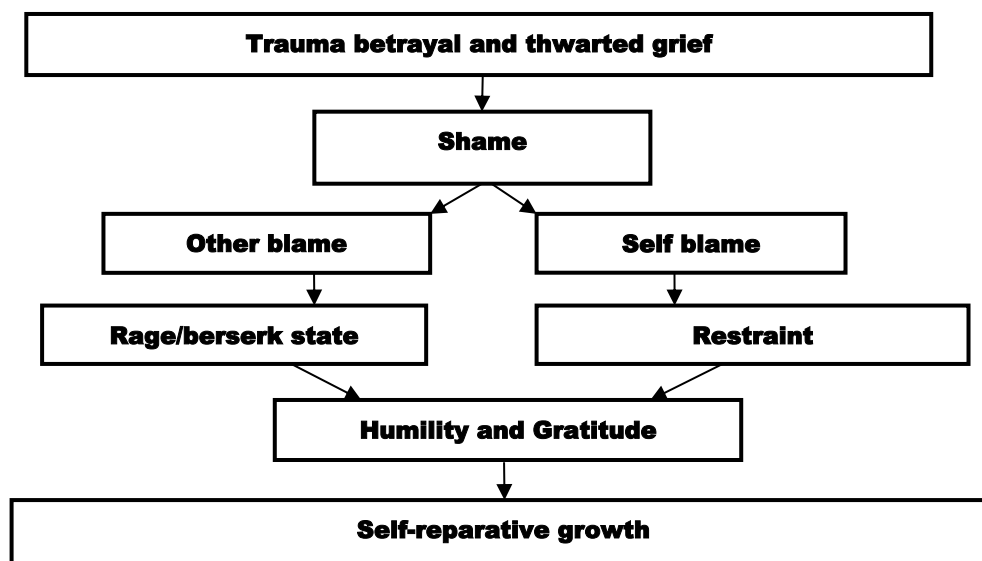 Trauma betrayal and thwarted grief
Shame
Other blame
Self blame
Rage/berserk state
Restraint
Humility and Gratitude
Self-reparative growth